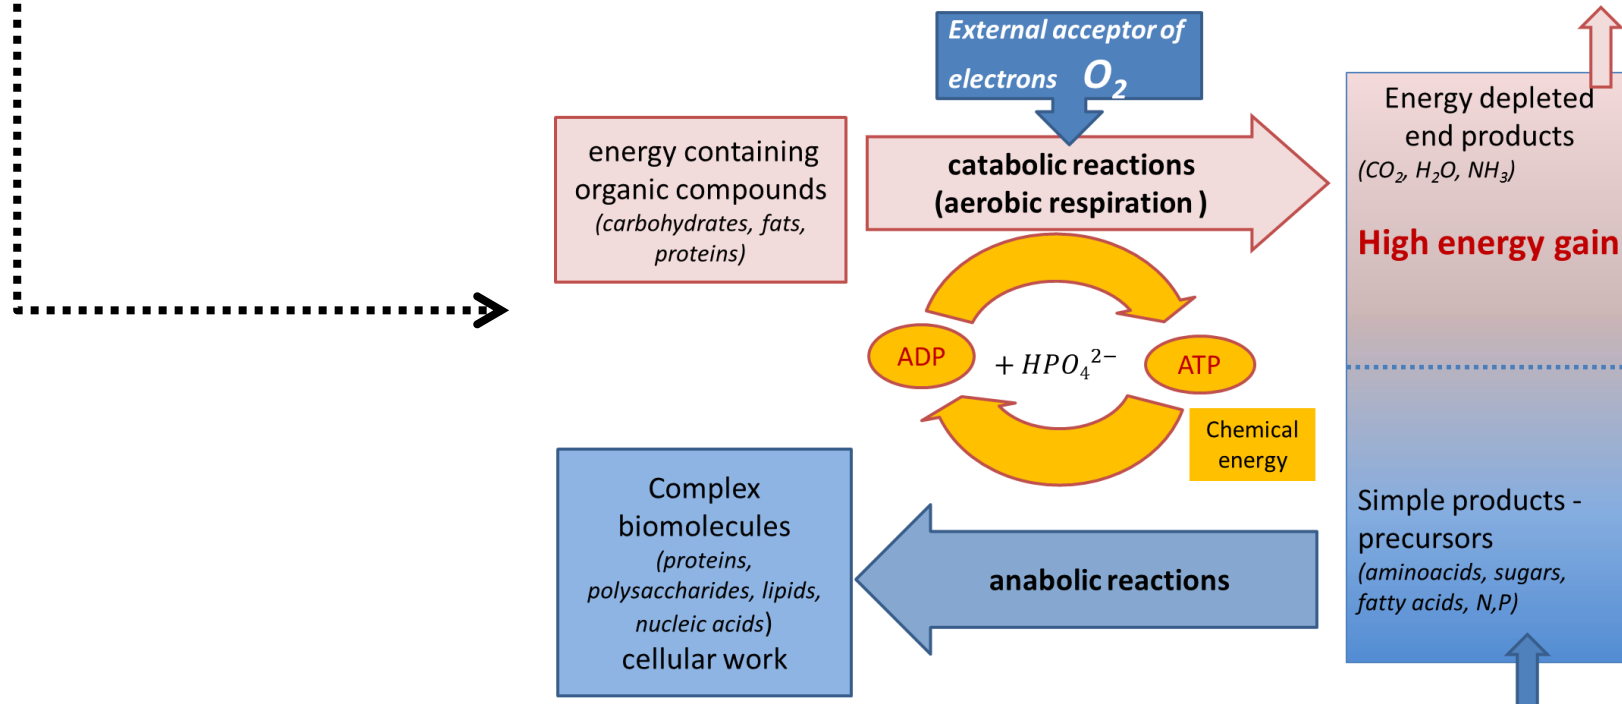 External acceptor of
electrons O₂
energy containing
organic compounds
(carbohydrates, fats,
proteins)
catabolic reactions
(aerobic respiration )
Energy depleted
end products
(CO₂, H₂O, NH₃)
High energy gain
ADP
+ HPO₄²⁻
ATP
Chemical
energy
Complex
biomolecules
(proteins,
polysaccharides, lipids,
nucleic acids)
cellular work
anabolic reactions
Simple products -
precursors
(aminoacids, sugars,
fatty acids, N,P)